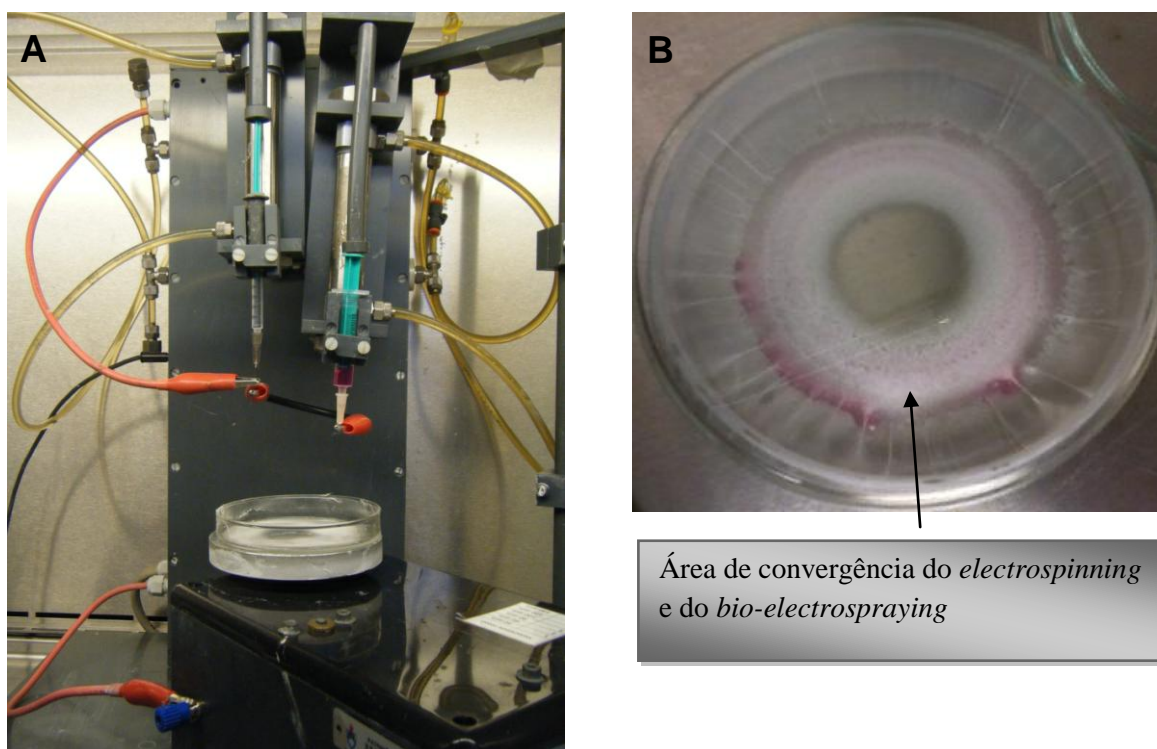 A
B
Área de convergência do electrospinning
e do bio-electrospraying